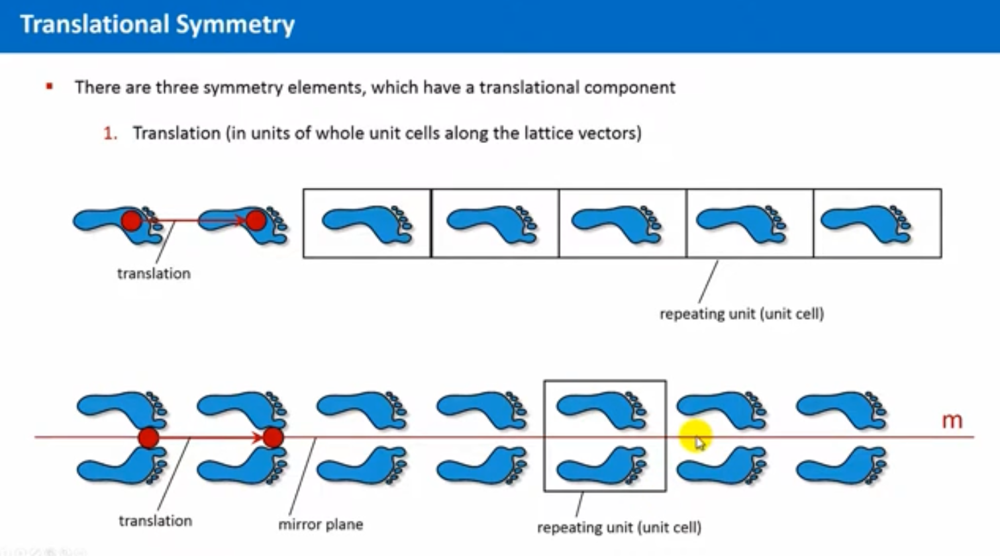 Translational Symmetry
▪ There are three symmetry elements, which have a translational component
1. Translation (in units of whole unit cells along the lattice vectors)
translation
repeating unit (unit cell)
m
translation
mirror plane
repeating unit (unit cell)